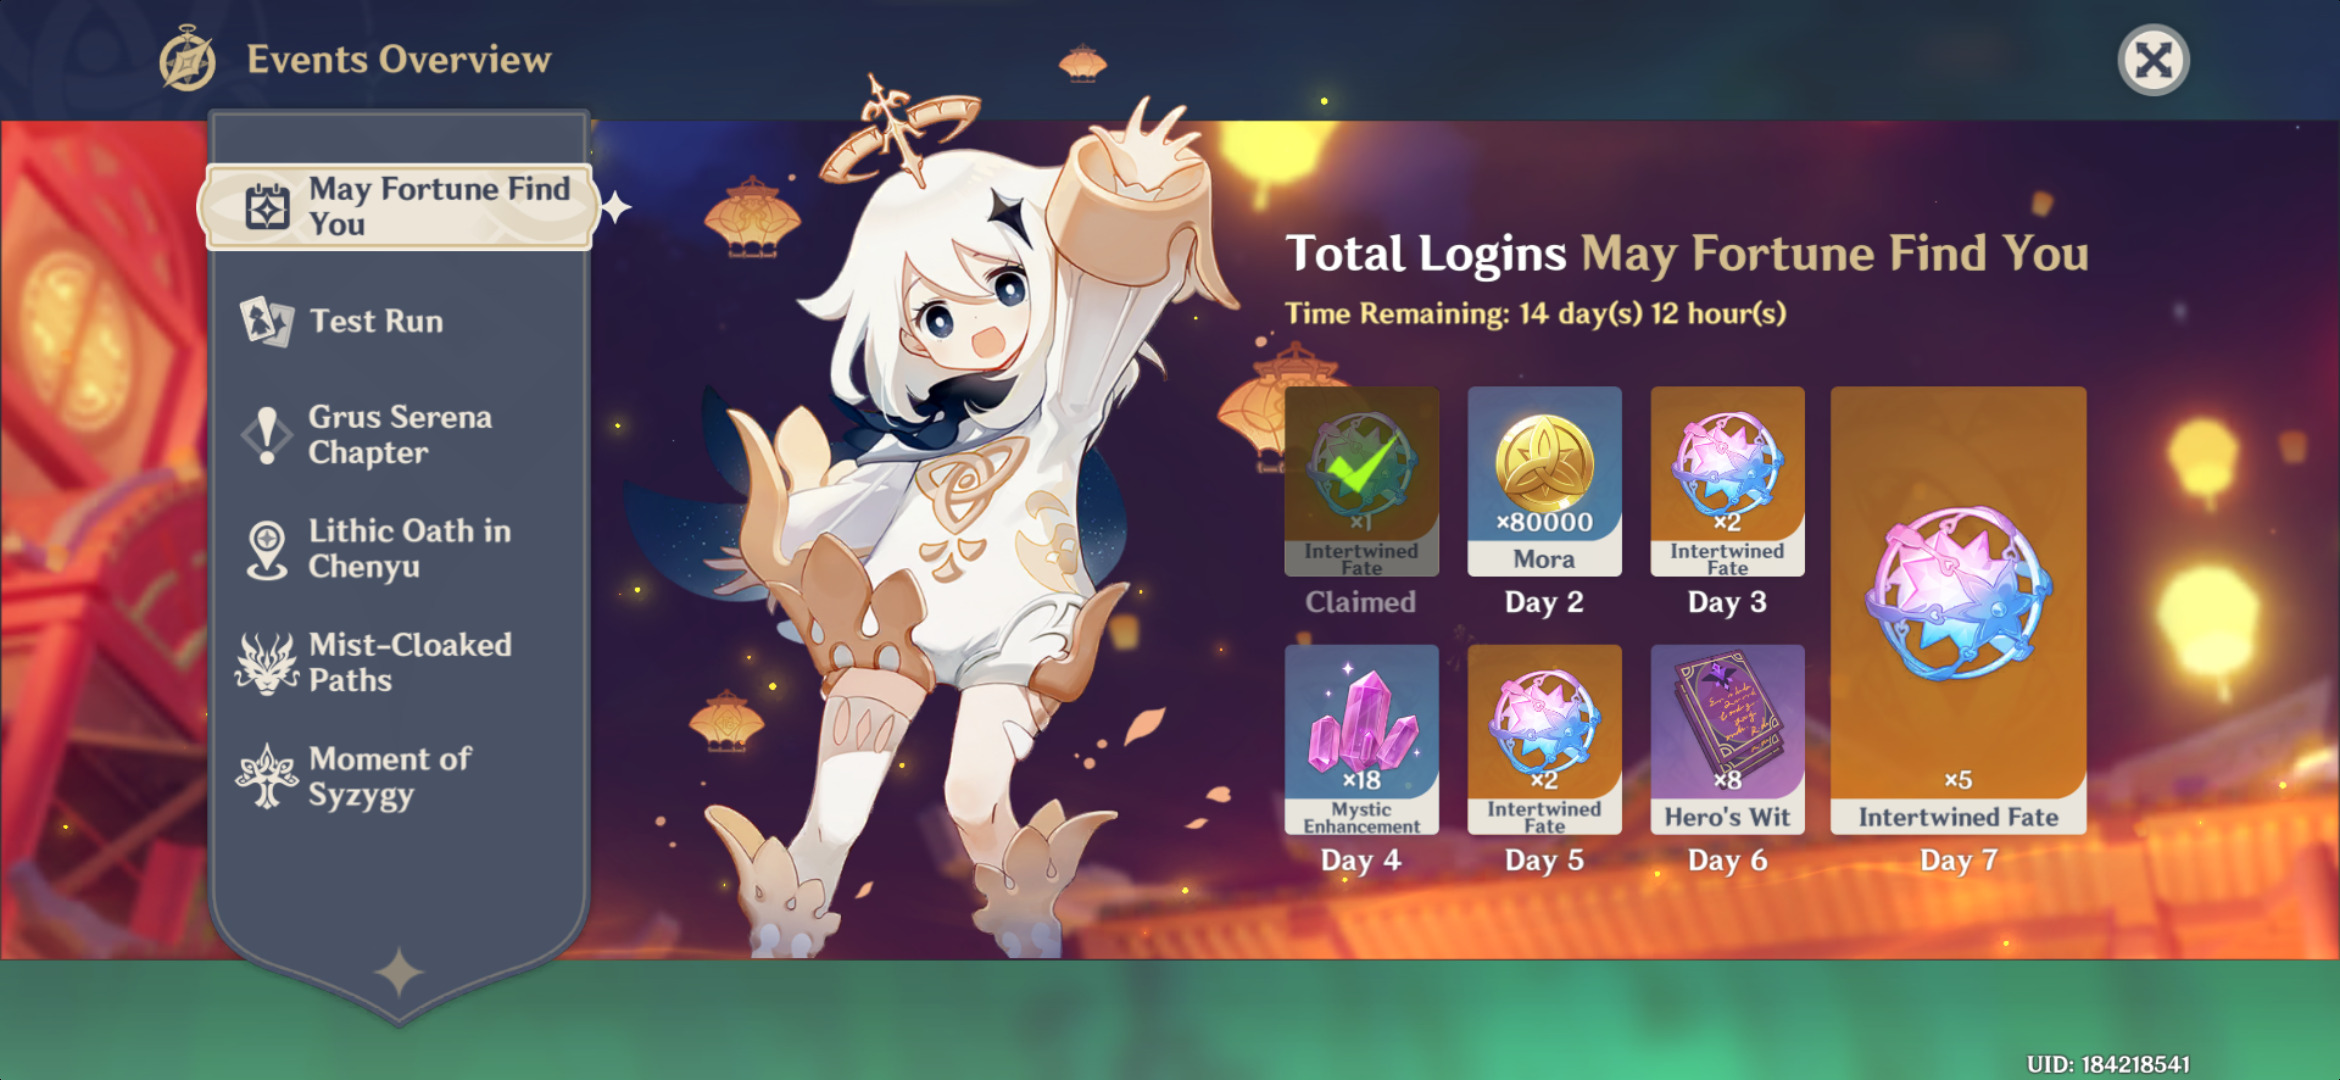 Events Overview
May Fortune Find
You
Test Run
Grus Serena
Chapter
Lithic Oath in
Chenyu
Mist-Cloaked
Paths
Moment of
Syzygy
Total Logins May Fortune Find You
Time Remaining: 14 day(s) 12 hour(s)
×1
Intertwined
Fate
Claimed
×80000
Mora
Day 2
×2
Intertwined
Fate
Day 3
×18
Mystic
Enhancement
Day 4
×2
Intertwined
Fate
Day 5
×8
Hero's Wit
Day 6
×5
Intertwined Fate
Day 7
UID: 184218541